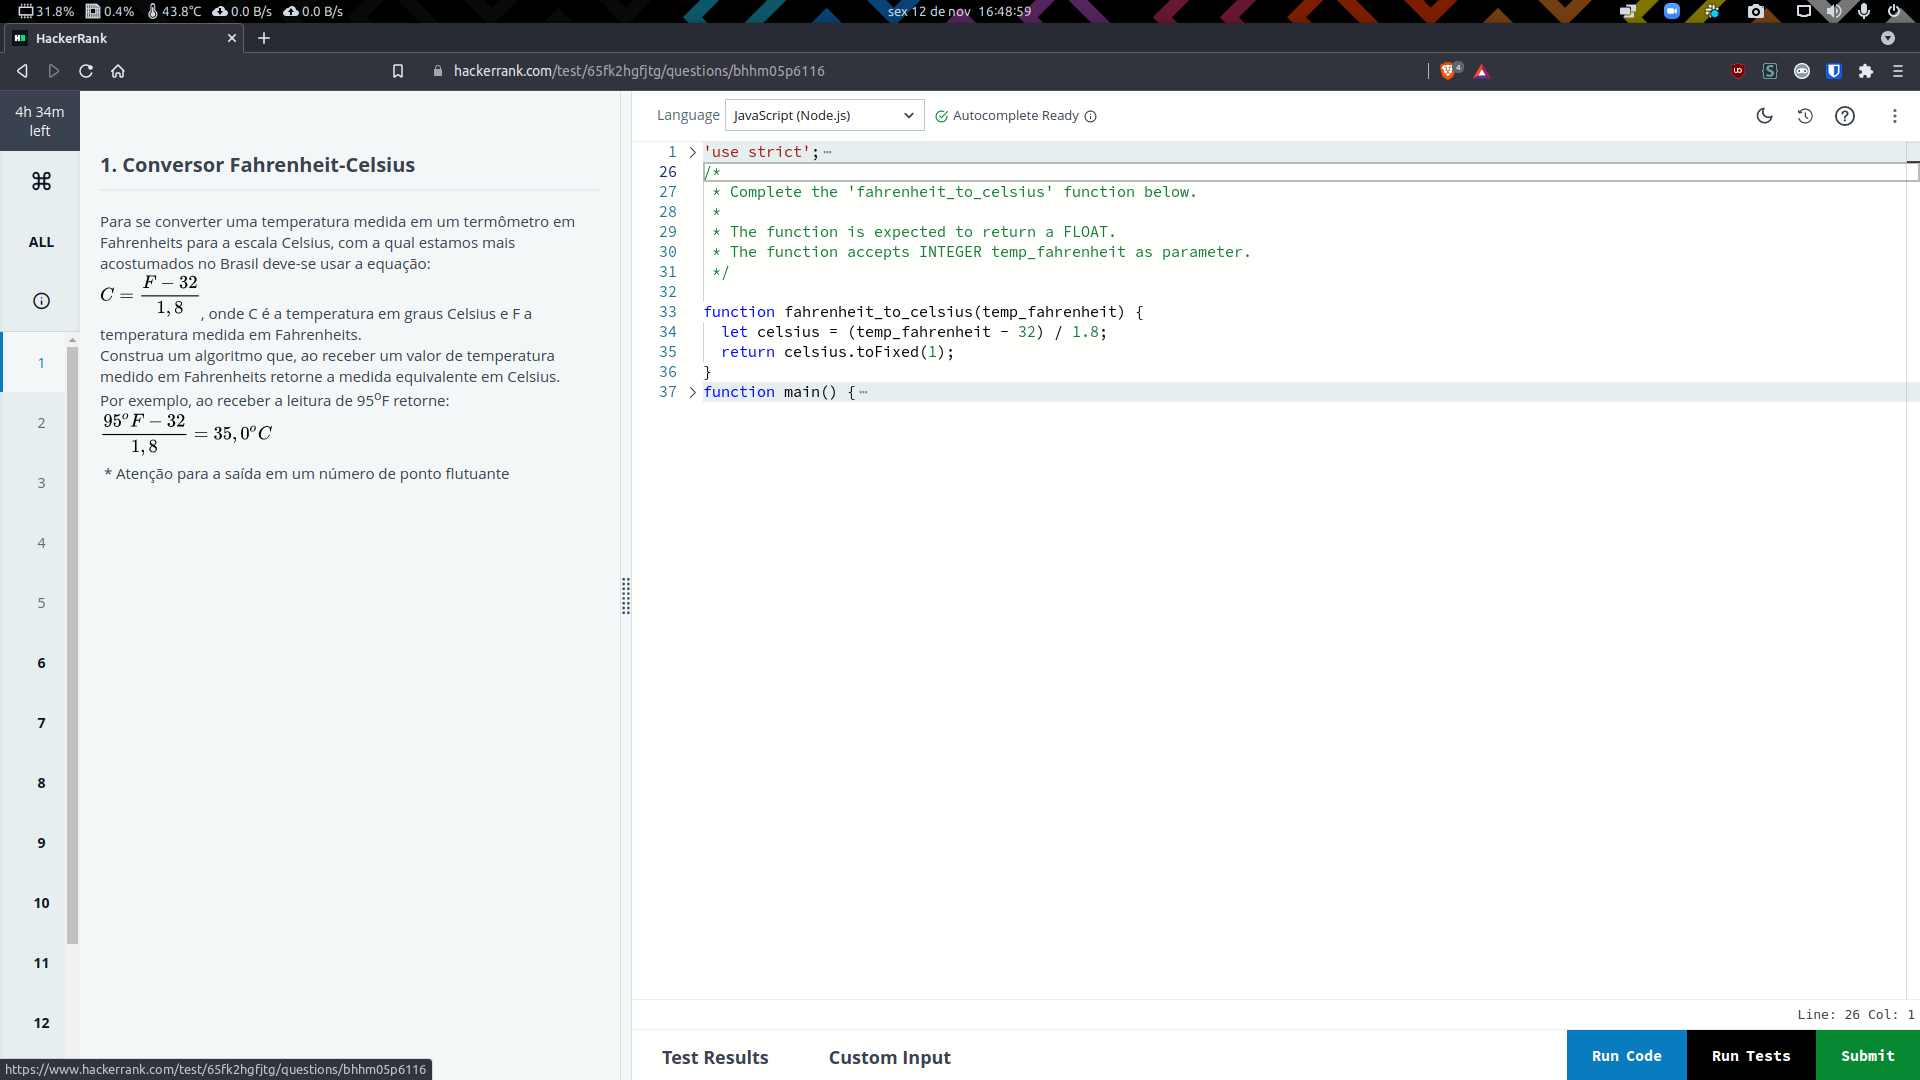 31.8% 0.4% 43.8°C 0.0 B/s 0.0 B/s sex 12 de nov 16:48:59
HackerRank
hackerrank.com/test/65fk2hgfjtg/questions/bhhm05p6116 4
4h 34m
left
ALL
1
2
3
4
5
6
7
8
9
10
11
12
1. Conversor Fahrenheit-Celsius
Para se converter uma temperatura medida em um termômetro em
Fahrenheits para a escala Celsius, com a qual estamos mais
acostumados no Brasil deve-se usar a equação:
C = F − 32 / 1, 8 , onde C é a temperatura em graus Celsius e F a
temperatura medida em Fahrenheits.
Construa um algoritmo que, ao receber um valor de temperatura
medido em Fahrenheits retorne a medida equivalente em Celsius.
Por exemplo, ao receber a leitura de 95ºF retorne:
95ºF − 32 / 1, 8 = 35, 0ºC
* Atenção para a saída em um número de ponto flutuante
Language JavaScript (Node.js) Autocomplete Ready
1 'use strict';
26 /*
27 * Complete the 'fahrenheit_to_celsius' function below.
28 *
29 * The function is expected to return a FLOAT.
30 * The function accepts INTEGER temp_fahrenheit as parameter.
31 */
32
33 function fahrenheit_to_celsius(temp_fahrenheit) {
34 let celsius = (temp_fahrenheit - 32) / 1.8;
35 return celsius.toFixed(1);
36 }
37 function main() {
Line: 26 Col: 1
Test Results Custom Input Run Code Run Tests Submit
https://www.hackerrank.com/test/65fk2hgfjtg/questions/bhhm05p6116